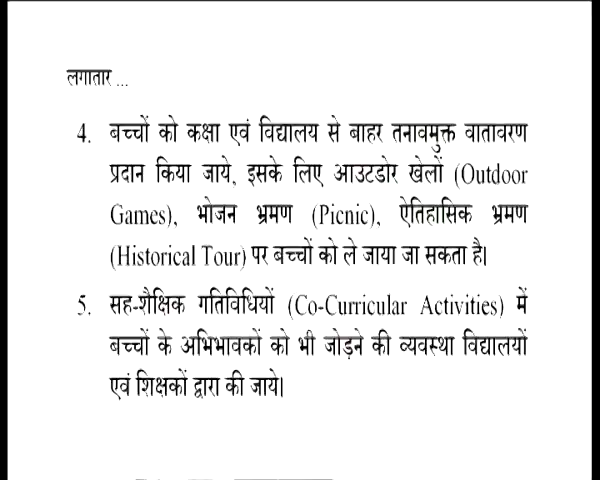 लगातार ...
4. बच्चों को कक्षा एवं विद्यालय से बाहर तनावमुक्त वातावरण
प्रदान किया जाये, इसके लिए आउटडोर खेलों (Outdoor
Games), भोजन भ्रमण (Picnic), ऐतिहासिक भ्रमण
(Historical Tour) पर बच्चों को ले जाया जा सकता है।
5. सह-शैक्षिक गतिविधियों (Co-Curricular Activities) में
बच्चों के अभिभावकों को भी जोड़ने की व्यवस्था विद्यालयों
एवं शिक्षकों द्वारा की जाये।